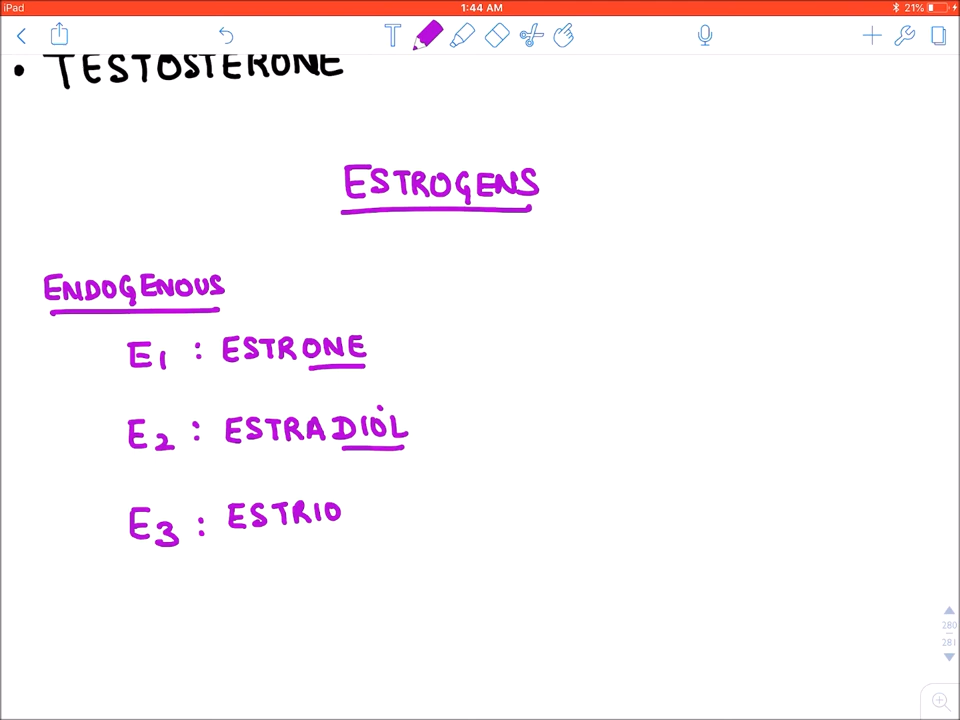 iPad 1:44 AM 21%
T
• TESTOSTERONE
ESTROGENS
ENDOGENOUS
E1 : ESTRONE
E2 : ESTRADIOL
E3 : ESTRIO
280
281